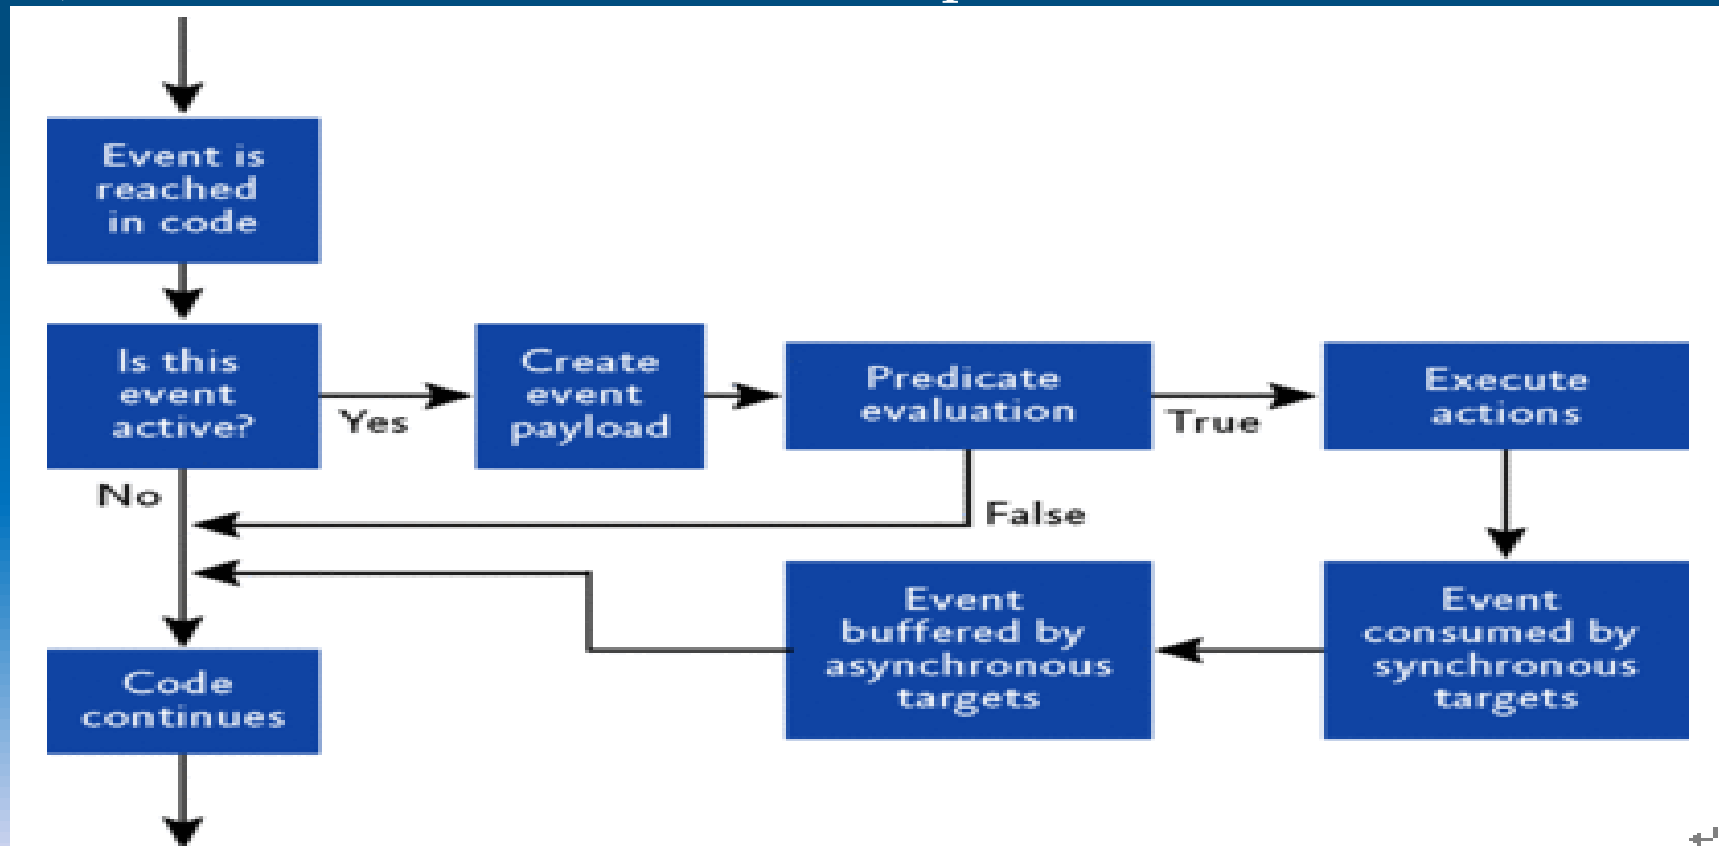 Event is
reached
in code
Is this
event
active?
Yes
Create
event
payload
Predicate
evaluation
True
Execute
actions
No
False
Event
buffered by
asynchronous
targets
Event
consumed by
synchronous
targets
Code
continues